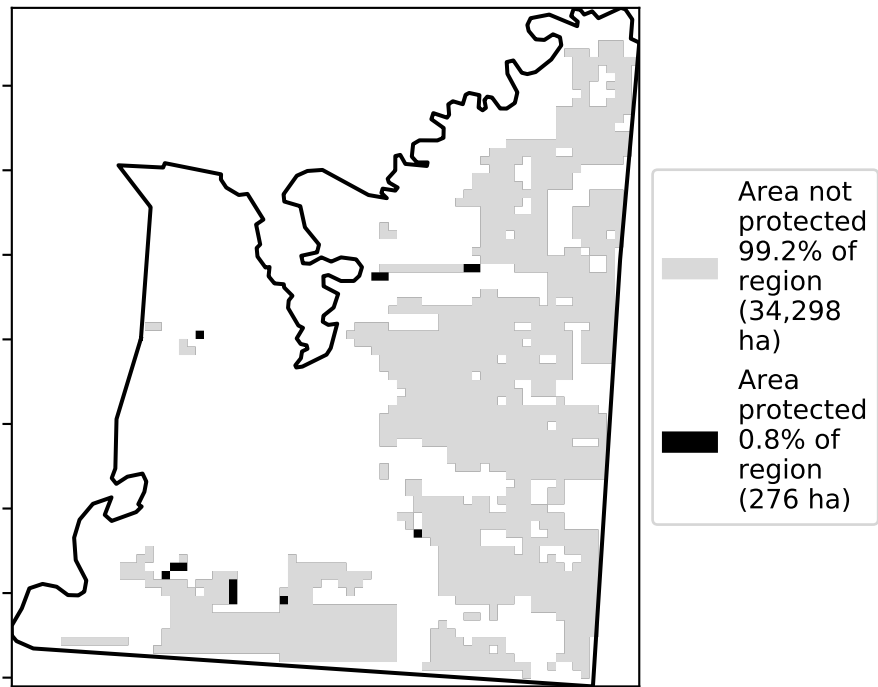 Area not
protected
99.2% of
region
(34,298
ha)
Area
protected
0.8% of
region
(276 ha)